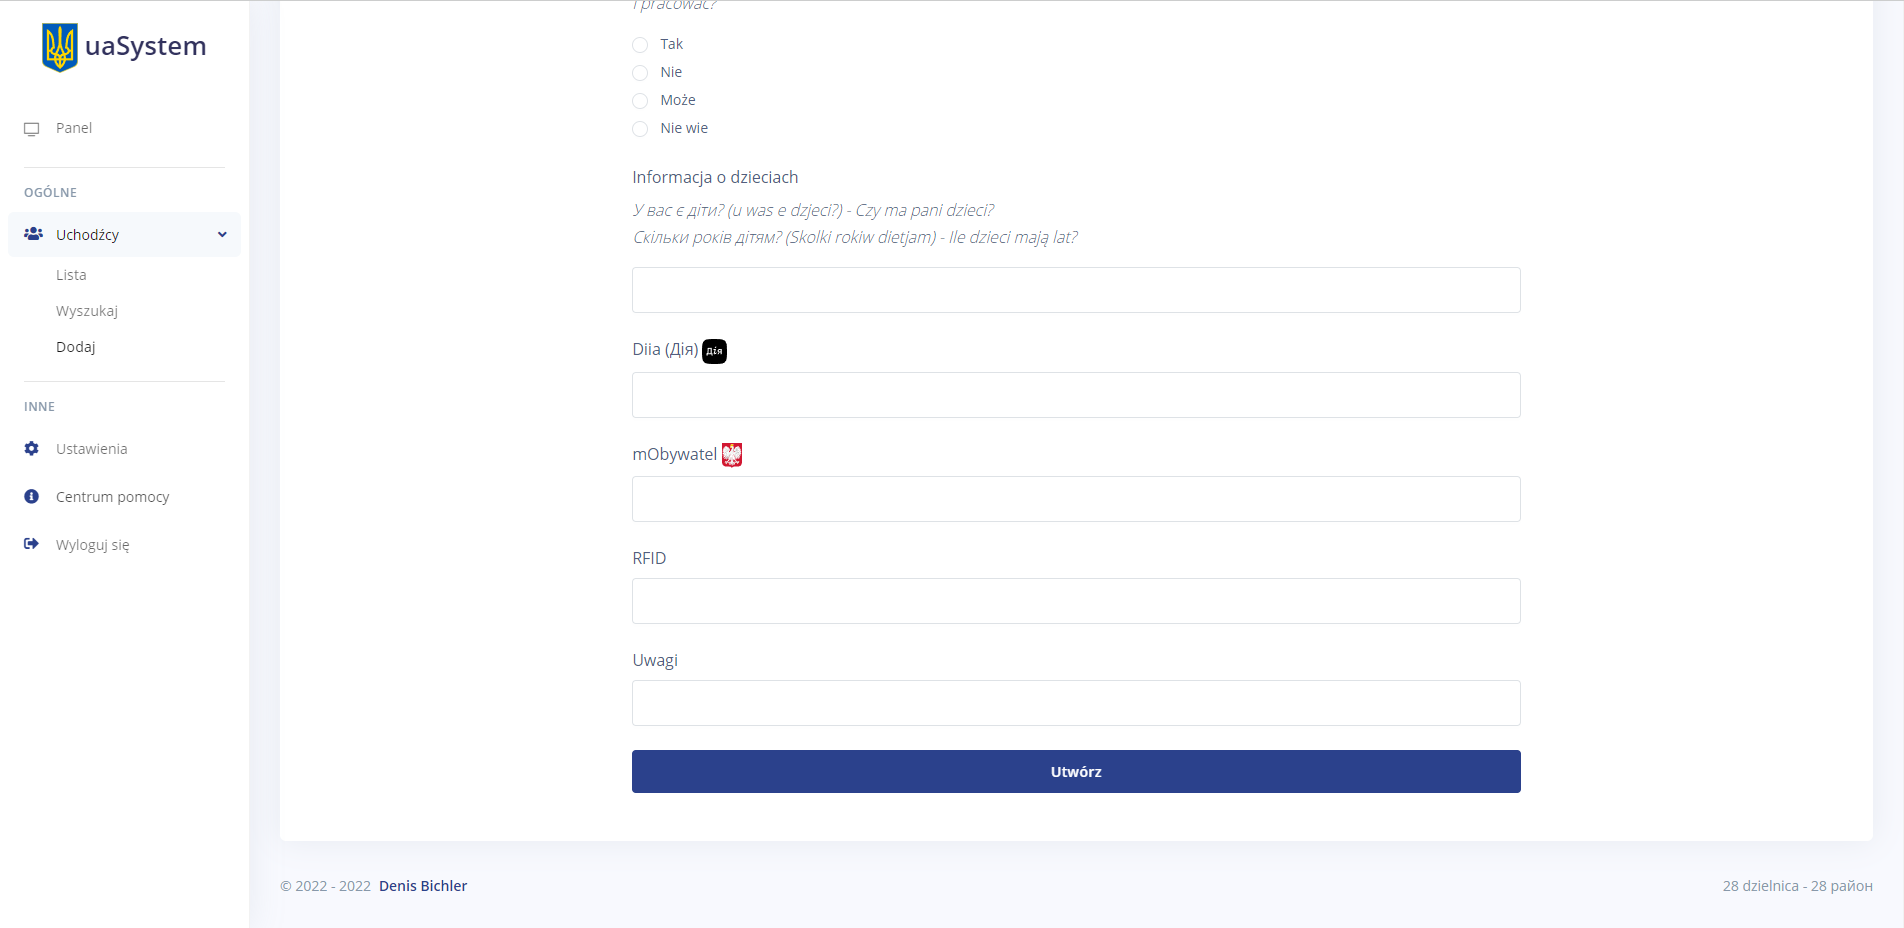 uaSystem
Panel
OGÓLNE
Uchodźcy
Lista
Wyszukaj
Dodaj
INNE
Ustawienia
Centrum pomocy
Wyloguj się
i pracować?
Tak
Nie
Może
Nie wie
Informacja o dzieciach
У вас є діти? (u was e dzjeci?) - Czy ma pani dzieci?
Скільки років дітям? (Skolki rokiw dietjam) - Ile dzieci mają lat?
Diia (Дія) Дія
mObywatel
RFID
Uwagi
Utwórz
© 2022 - 2022 Denis Bichler
28 dzielnica - 28 район